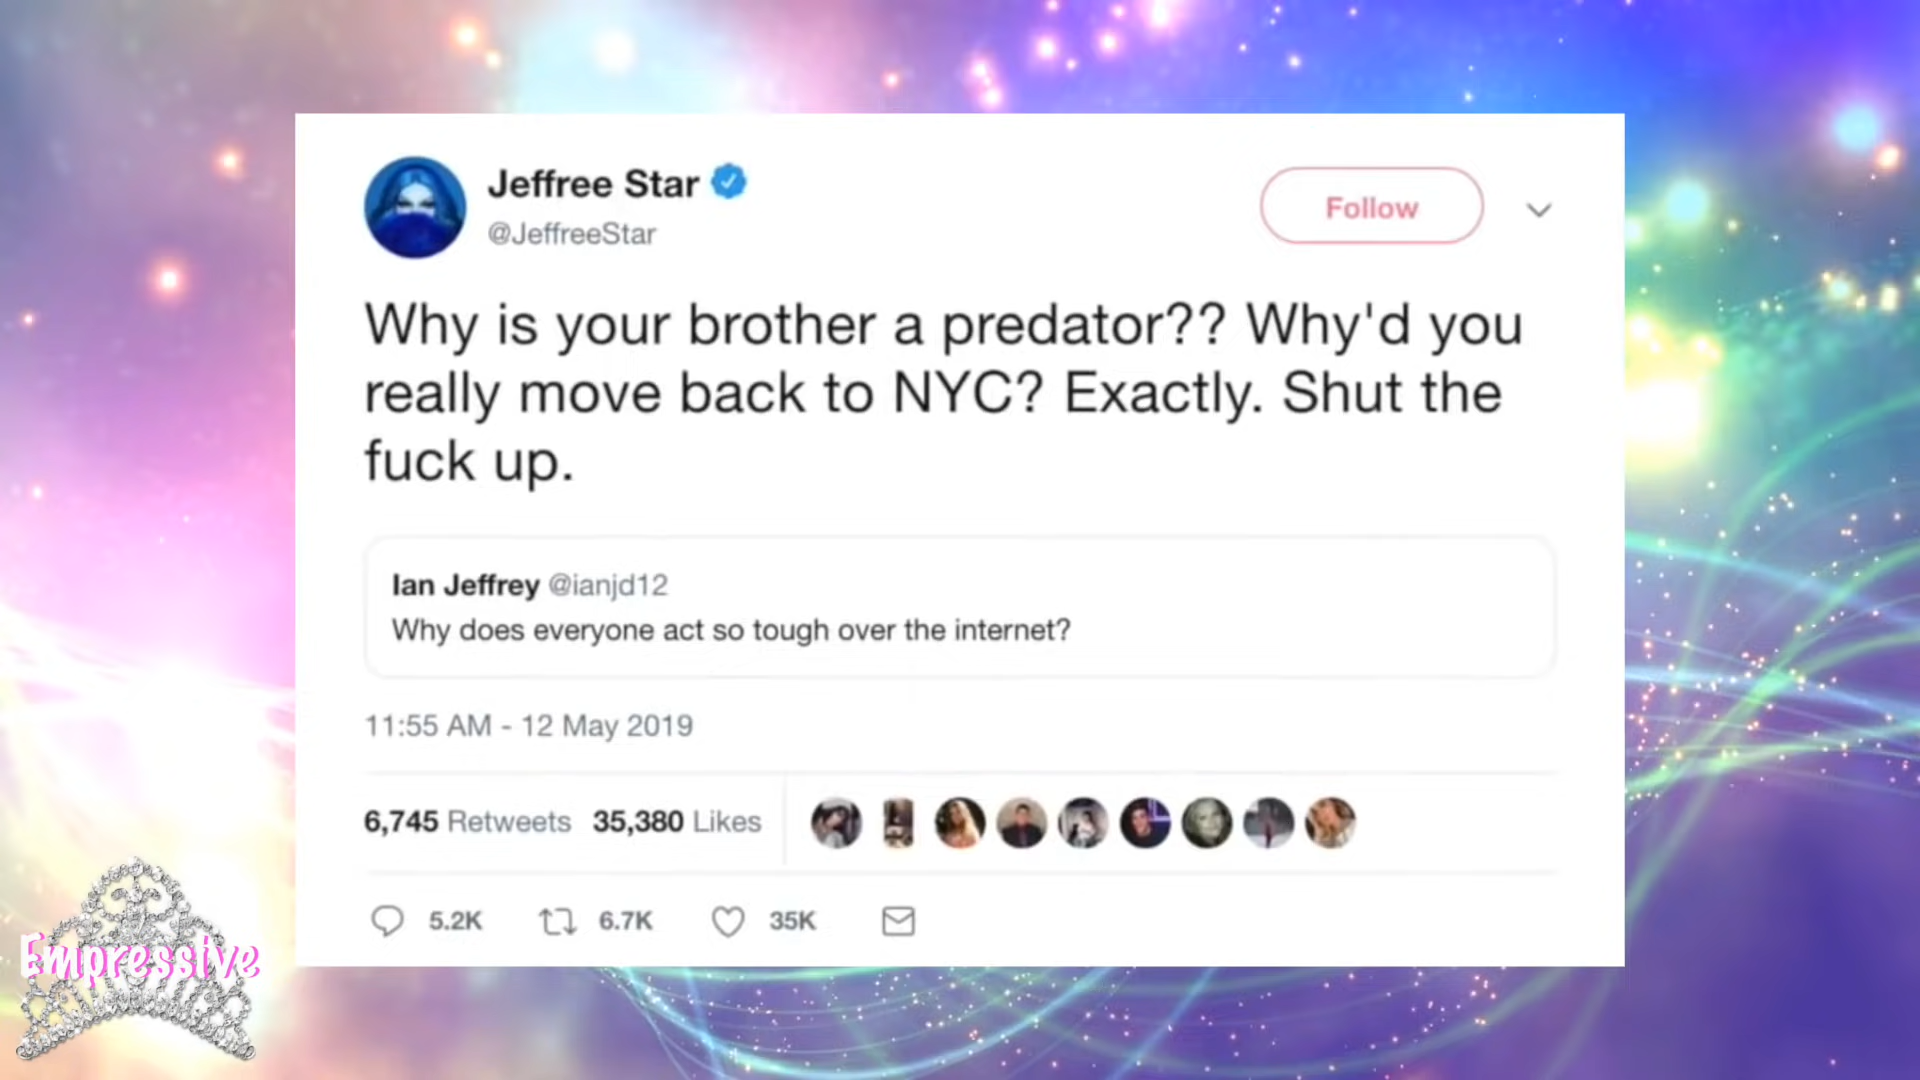 Jeffree Star
@JeffreeStar
Follow
Why is your brother a predator?? Why'd you
really move back to NYC? Exactly. Shut the
fuck up.
Ian Jeffrey @ianjd12
Why does everyone act so tough over the internet?
11:55 AM - 12 May 2019
6,745 Retweets 35,380 Likes
5.2K 6.7K 35K
Empressive